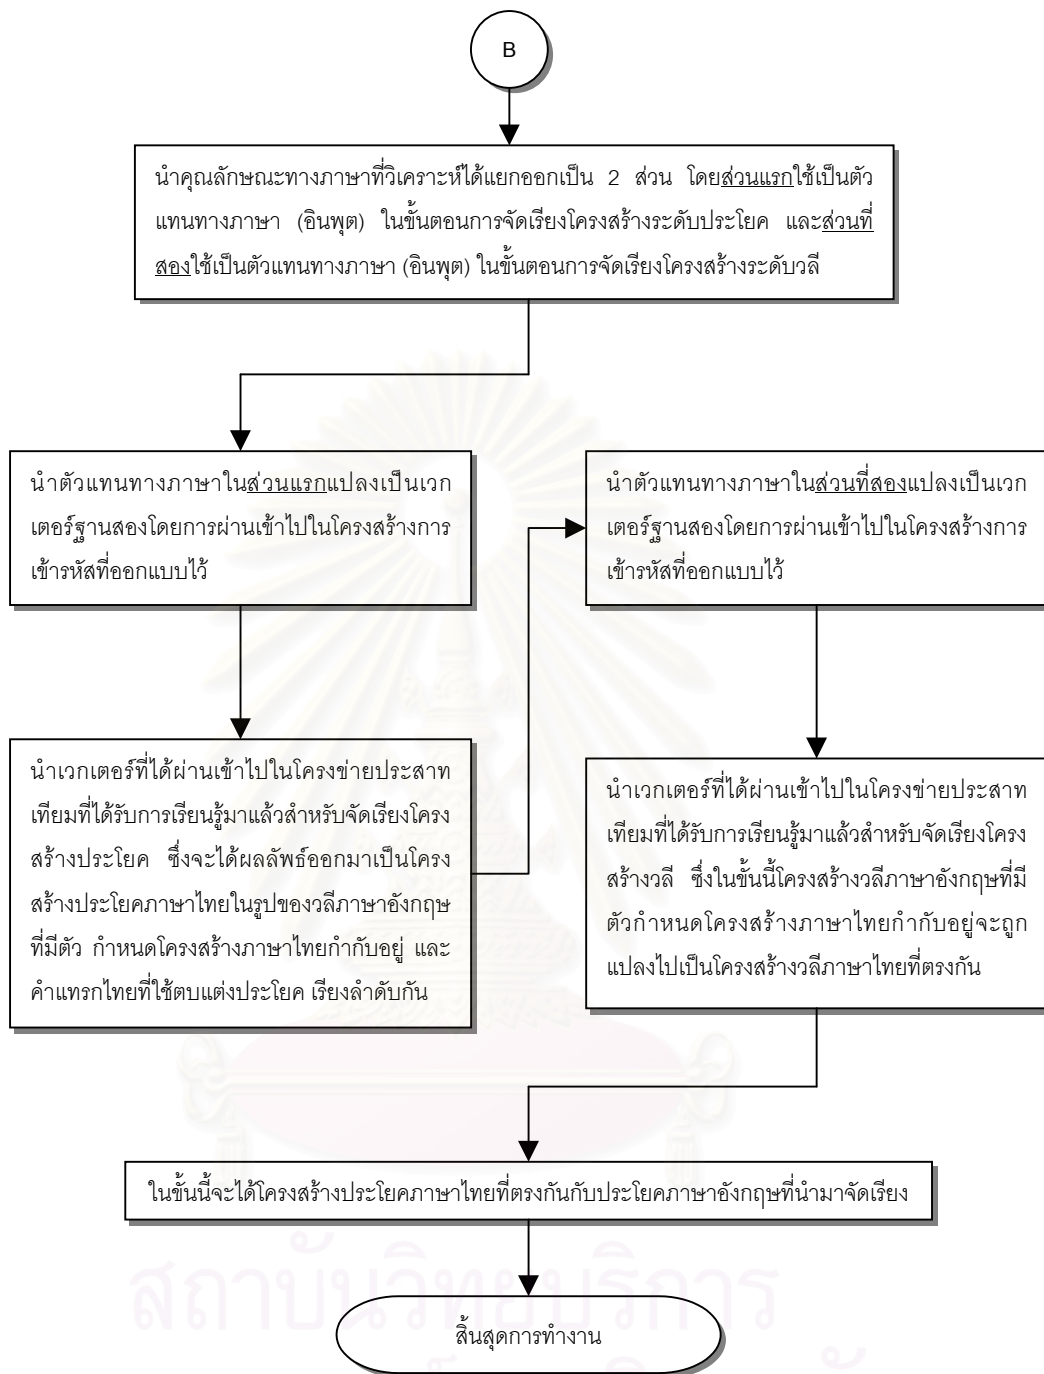 B
นำคุณลักษณะทางภาษาที่วิเคราะห์ได้แยกออกเป็น 2 ส่วน โดยส่วนแรกใช้เป็นตัว
แทนทางภาษา (อินพุต) ในขั้นตอนการจัดเรียงโครงสร้างระดับประโยค และส่วนที่
สองใช้เป็นตัวแทนทางภาษา (อินพุต) ในขั้นตอนการจัดเรียงโครงสร้างระดับวลี
นำตัวแทนทางภาษาในส่วนแรกแปลงเป็นเวก
เตอร์ฐานสองโดยการผ่านเข้าไปในโครงสร้างการ
เข้ารหัสที่ออกแบบไว้
นำเวกเตอร์ที่ได้ผ่านเข้าไปในโครงข่ายประสาท
เทียมที่ได้รับการเรียนรู้มาแล้วสำหรับจัดเรียงโครง
สร้างประโยค ซึ่งจะได้ผลลัพธ์ออกมาเป็นโครง
สร้างประโยคภาษาไทยในรูปของวลีภาษาอังกฤษ
ที่มีตัว กำหนดโครงสร้างภาษาไทยกำกับอยู่ และ
คำแทรกไทยที่ใช้ตบแต่งประโยค เรียงลำดับกัน
นำตัวแทนทางภาษาในส่วนที่สองแปลงเป็นเวก
เตอร์ฐานสองโดยการผ่านเข้าไปในโครงสร้างการ
เข้ารหัสที่ออกแบบไว้
นำเวกเตอร์ที่ได้ผ่านเข้าไปในโครงข่ายประสาท
เทียมที่ได้รับการเรียนรู้มาแล้วสำหรับจัดเรียงโครง
สร้างวลี ซึ่งในขั้นนี้โครงสร้างวลีภาษาอังกฤษที่มี
ตัวกำหนดโครงสร้างภาษาไทยกำกับอยู่จะถูก
แปลงไปเป็นโครงสร้างวลีภาษาไทยที่ตรงกัน
ในขั้นนี้จะได้โครงสร้างประโยคภาษาไทยที่ตรงกันกับประโยคภาษาอังกฤษที่นำมาจัดเรียง
สถาบันวิทยบริการ
สิ้นสุดการทำงาน